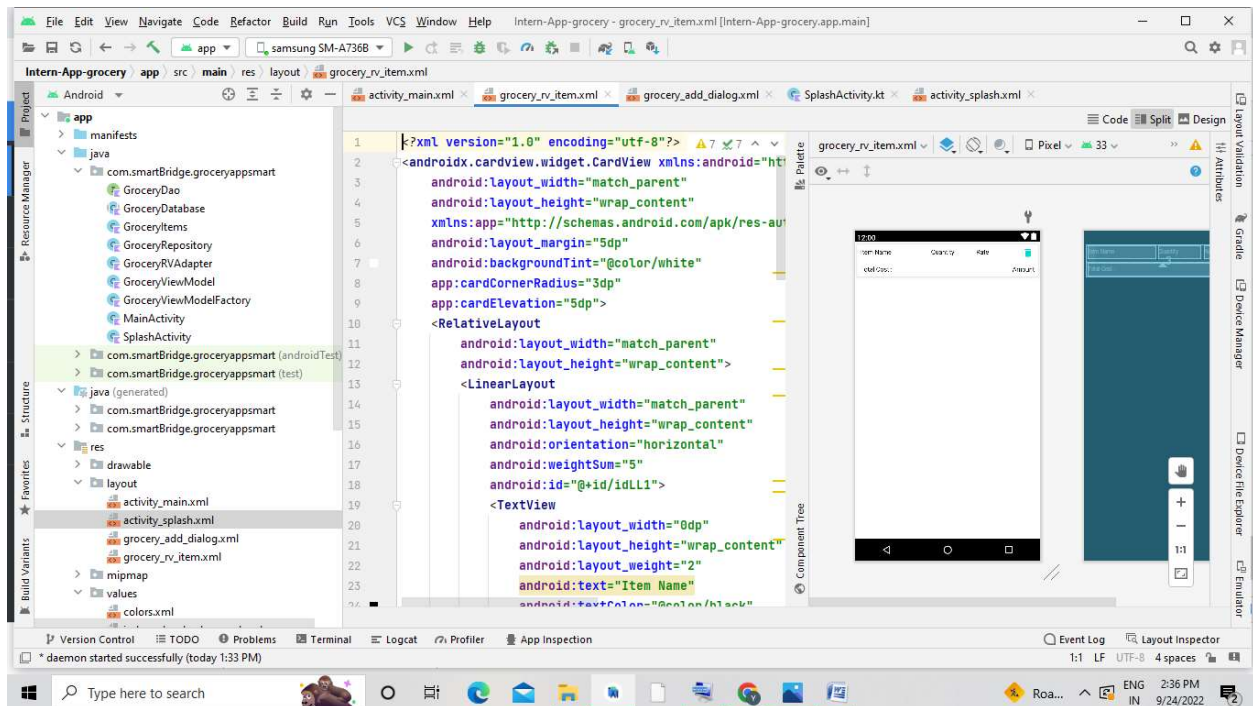 File Edit View Navigate Code Refactor Build Run Tools VCS Window Help Intern-App-grocery - grocery_rv_item.xml [Intern-App-grocery.app.main]
app samsung SM-A736B
Intern-App-grocery app src main res layout grocery_rv_item.xml
Android activity_main.xml grocery_rv_item.xml grocery_add_dialog.xml SplashActivity.kt activity_splash.xml
Code Split Design
Project
Resource Manager
Structure
Favorites
Build Variants
app
manifests
java
com.smartBridge.groceryappsmart
GroceryDao
GroceryDatabase
GroceryItems
GroceryRepository
GroceryRVAdapter
GroceryViewModel
GroceryViewModelFactory
MainActivity
SplashActivity
com.smartBridge.groceryappsmart (androidTest)
com.smartBridge.groceryappsmart (test)
java (generated)
com.smartBridge.groceryappsmart
com.smartBridge.groceryappsmart
res
drawable
layout
activity_main.xml
activity_splash.xml
grocery_add_dialog.xml
grocery_rv_item.xml
mipmap
values
colors.xml
1 <?xml version="1.0" encoding="utf-8"?> 7 7
2 <androidx.cardview.widget.CardView xmlns:android="htt
3 android:layout_width="match_parent"
4 android:layout_height="wrap_content"
5 xmlns:app="http://schemas.android.com/apk/res-aut
6 android:layout_margin="5dp"
7 android:backgroundTint="@color/white"
8 app:cardCornerRadius="3dp"
9 app:cardElevation="5dp">
10 <RelativeLayout
11 android:layout_width="match_parent"
12 android:layout_height="wrap_content">
13 <LinearLayout
14 android:layout_width="match_parent"
15 android:layout_height="wrap_content"
16 android:orientation="horizontal"
17 android:weightSum="5"
18 android:id="@+id/idLL1">
19 <TextView
20 android:layout_width="0dp"
21 android:layout_height="wrap_content"
22 android:layout_weight="2"
23 android:text="Item Name"
24 android:textColor="@color/black"
Palette
Component Tree
grocery_rv_item.xml Pixel 33
12:00
Item Name Quantity Rate
Total Cost : Amount
1:1
Layout Validation
Attributes
Gradle
Device Manager
Device File Explorer
Emulator
Version Control TODO Problems Terminal Logcat Profiler App Inspection Event Log Layout Inspector
* daemon started successfully (today 1:33 PM) 1:1 LF UTF-8 4 spaces
Type here to search Roa... ENG IN 2:36 PM 9/24/2022 2